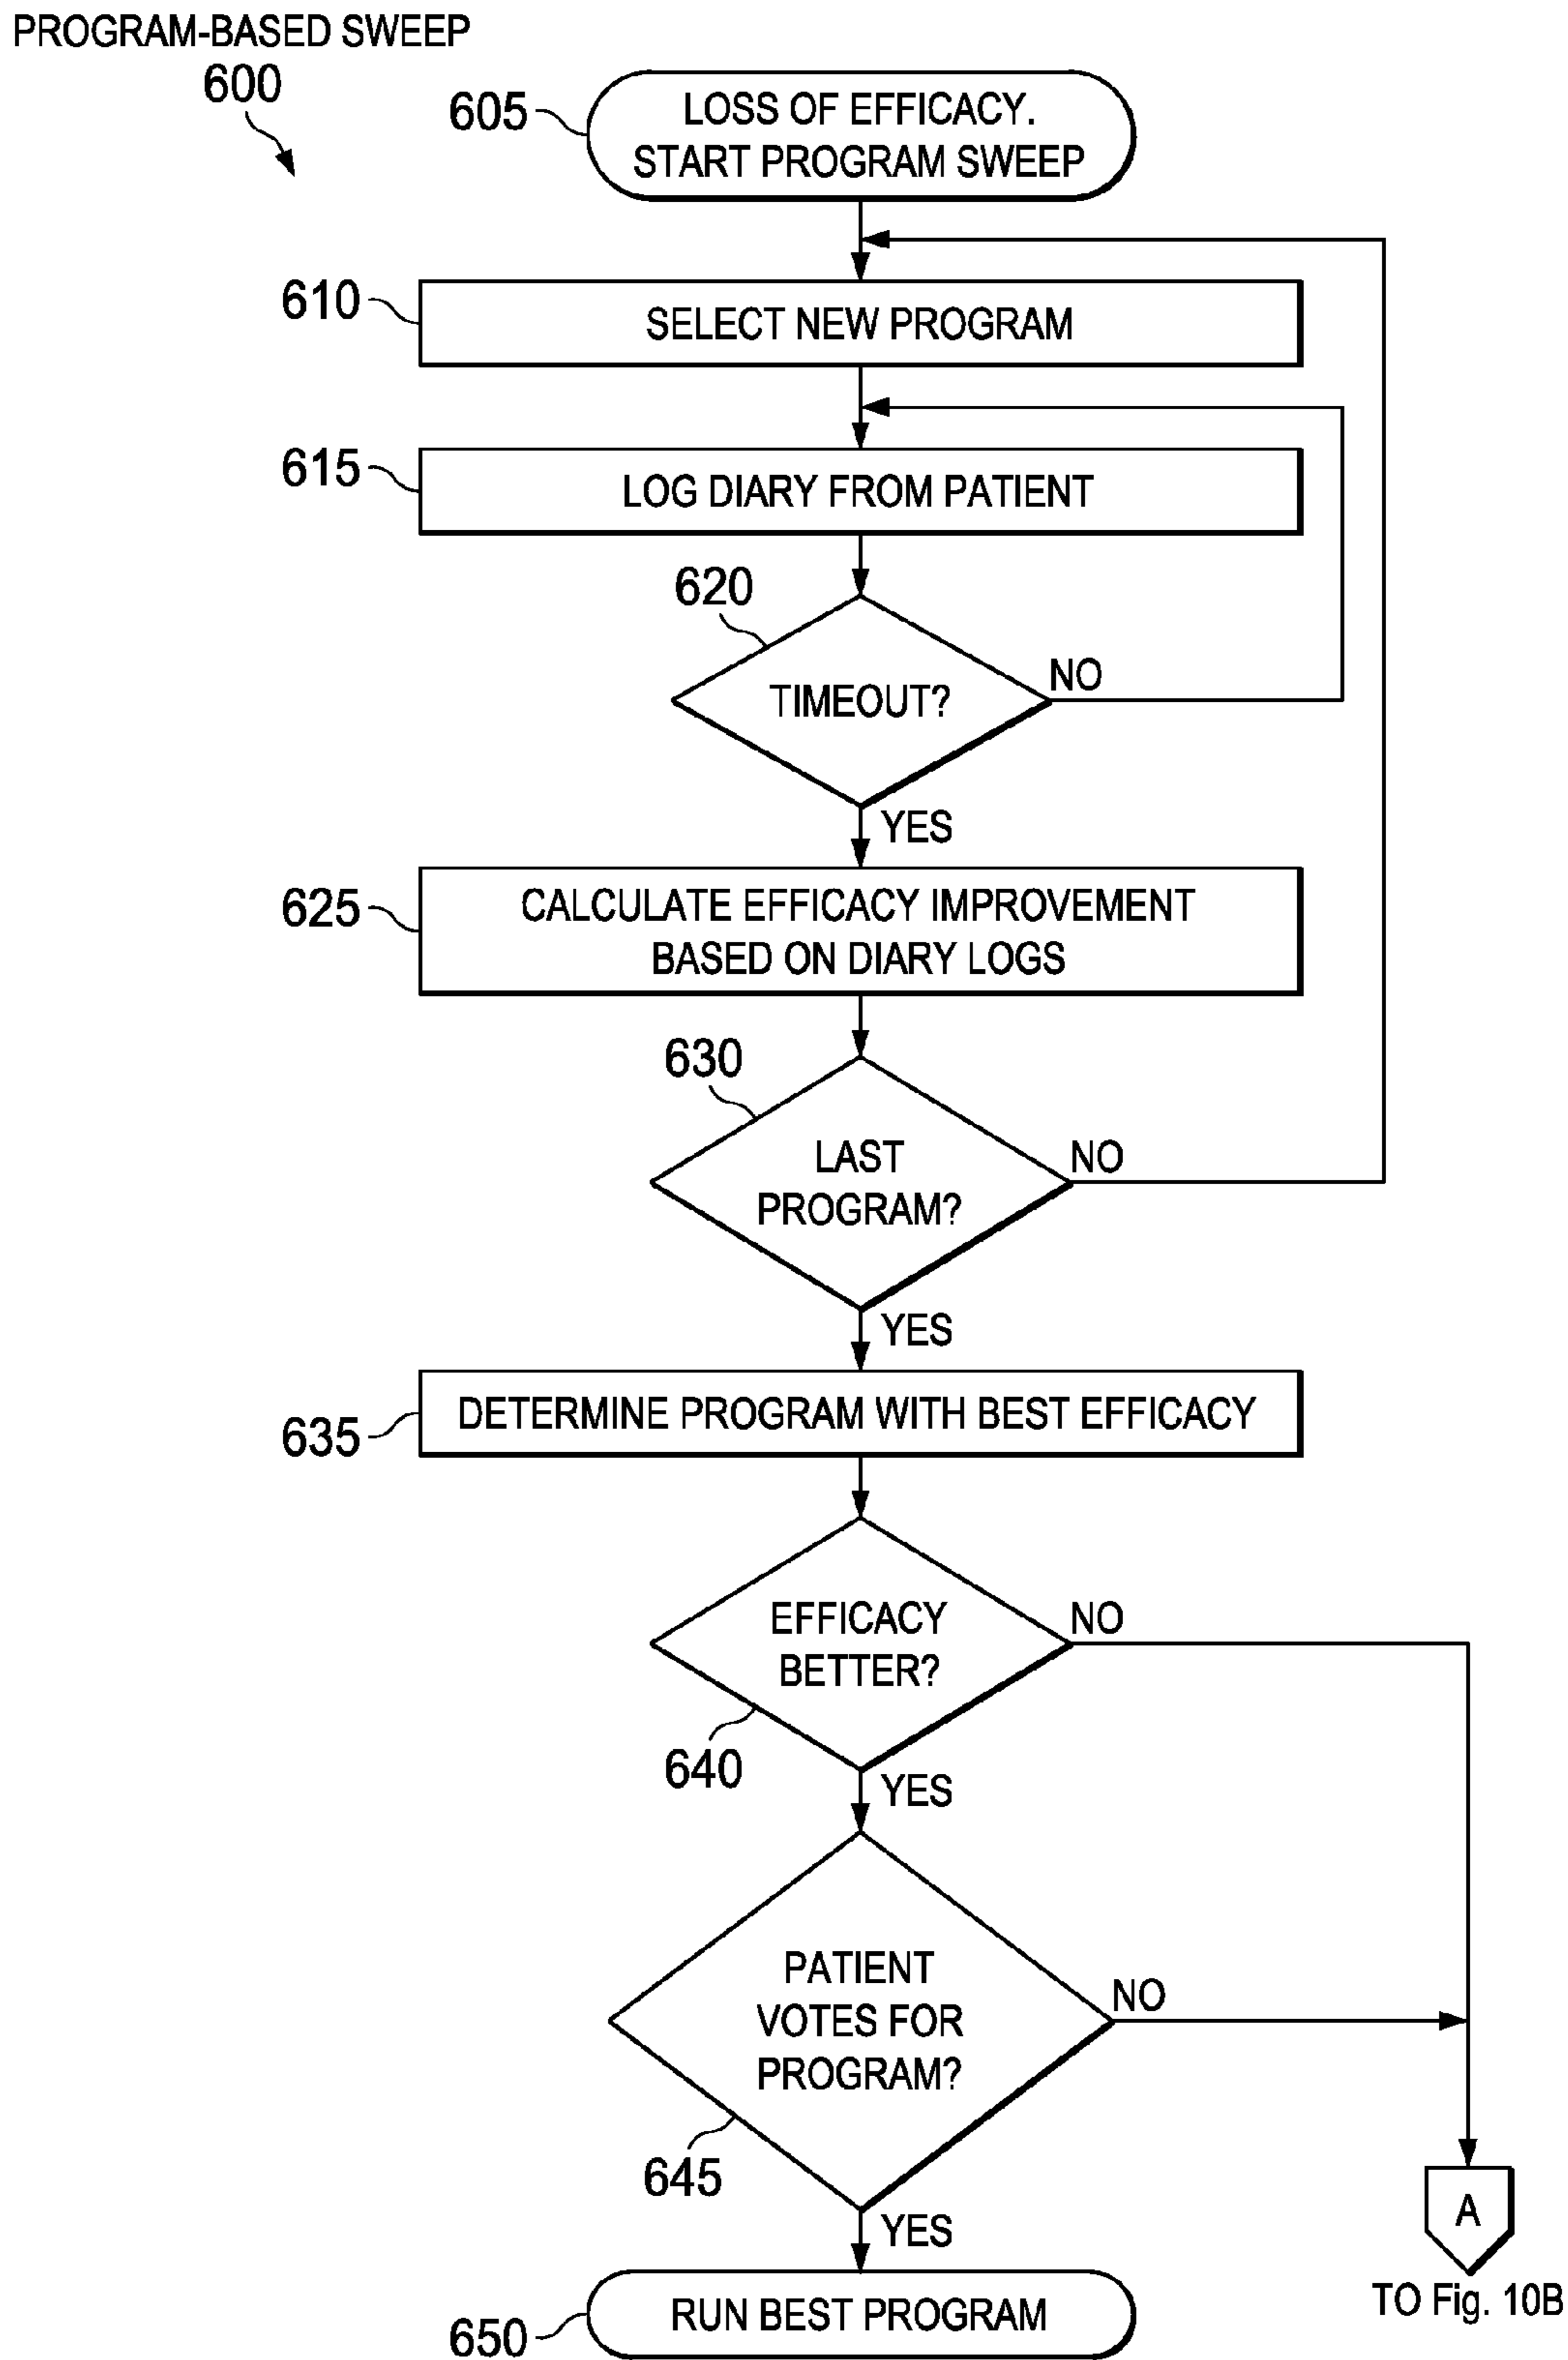 PROGRAM-BASED SWEEP
600
605
LOSS OF EFFICACY.
START PROGRAM SWEEP
610
SELECT NEW PROGRAM
615
LOG DIARY FROM PATIENT
620
TIMEOUT?
NO
YES
625
CALCULATE EFFICACY IMPROVEMENT
BASED ON DIARY LOGS
630
LAST
PROGRAM?
NO
YES
635
DETERMINE PROGRAM WITH BEST EFFICACY
EFFICACY
BETTER?
NO
640
YES
PATIENT
VOTES FOR
PROGRAM?
NO
645
YES
A
TO Fig. 10B
650
RUN BEST PROGRAM